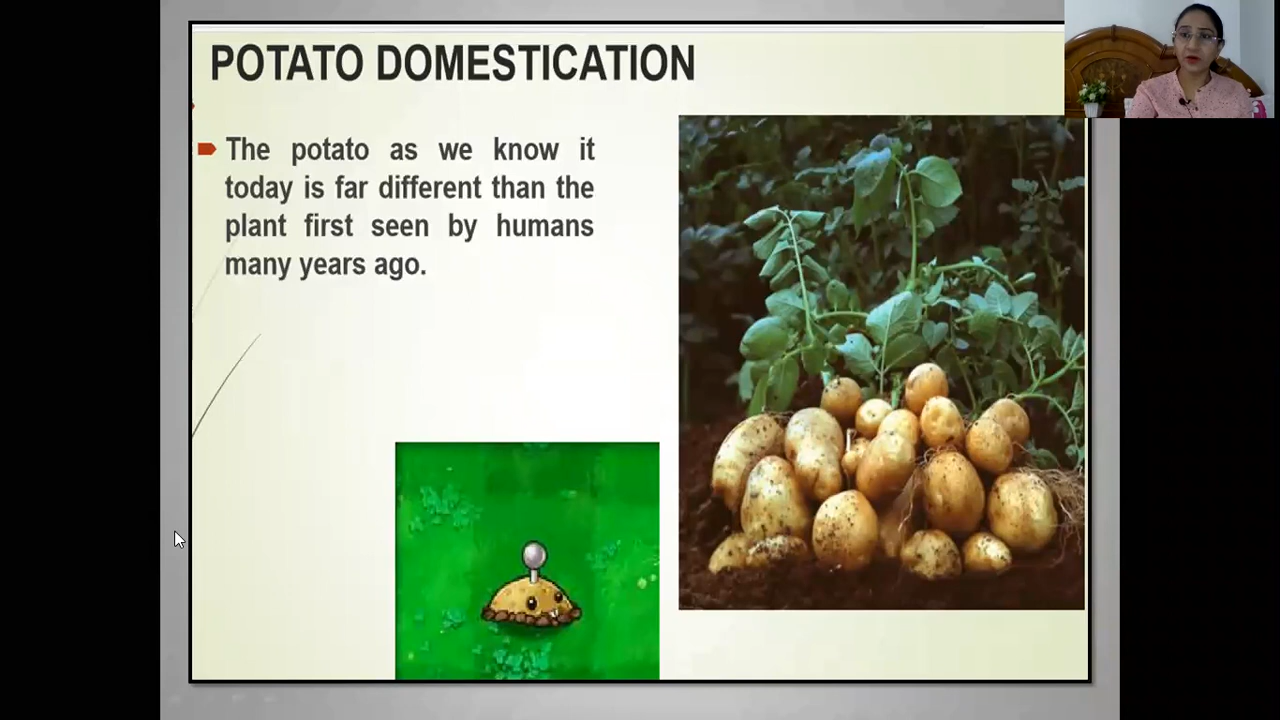 POTATO DOMESTICATION
The potato as we know it
today is far different than the
plant first seen by humans
many years ago.